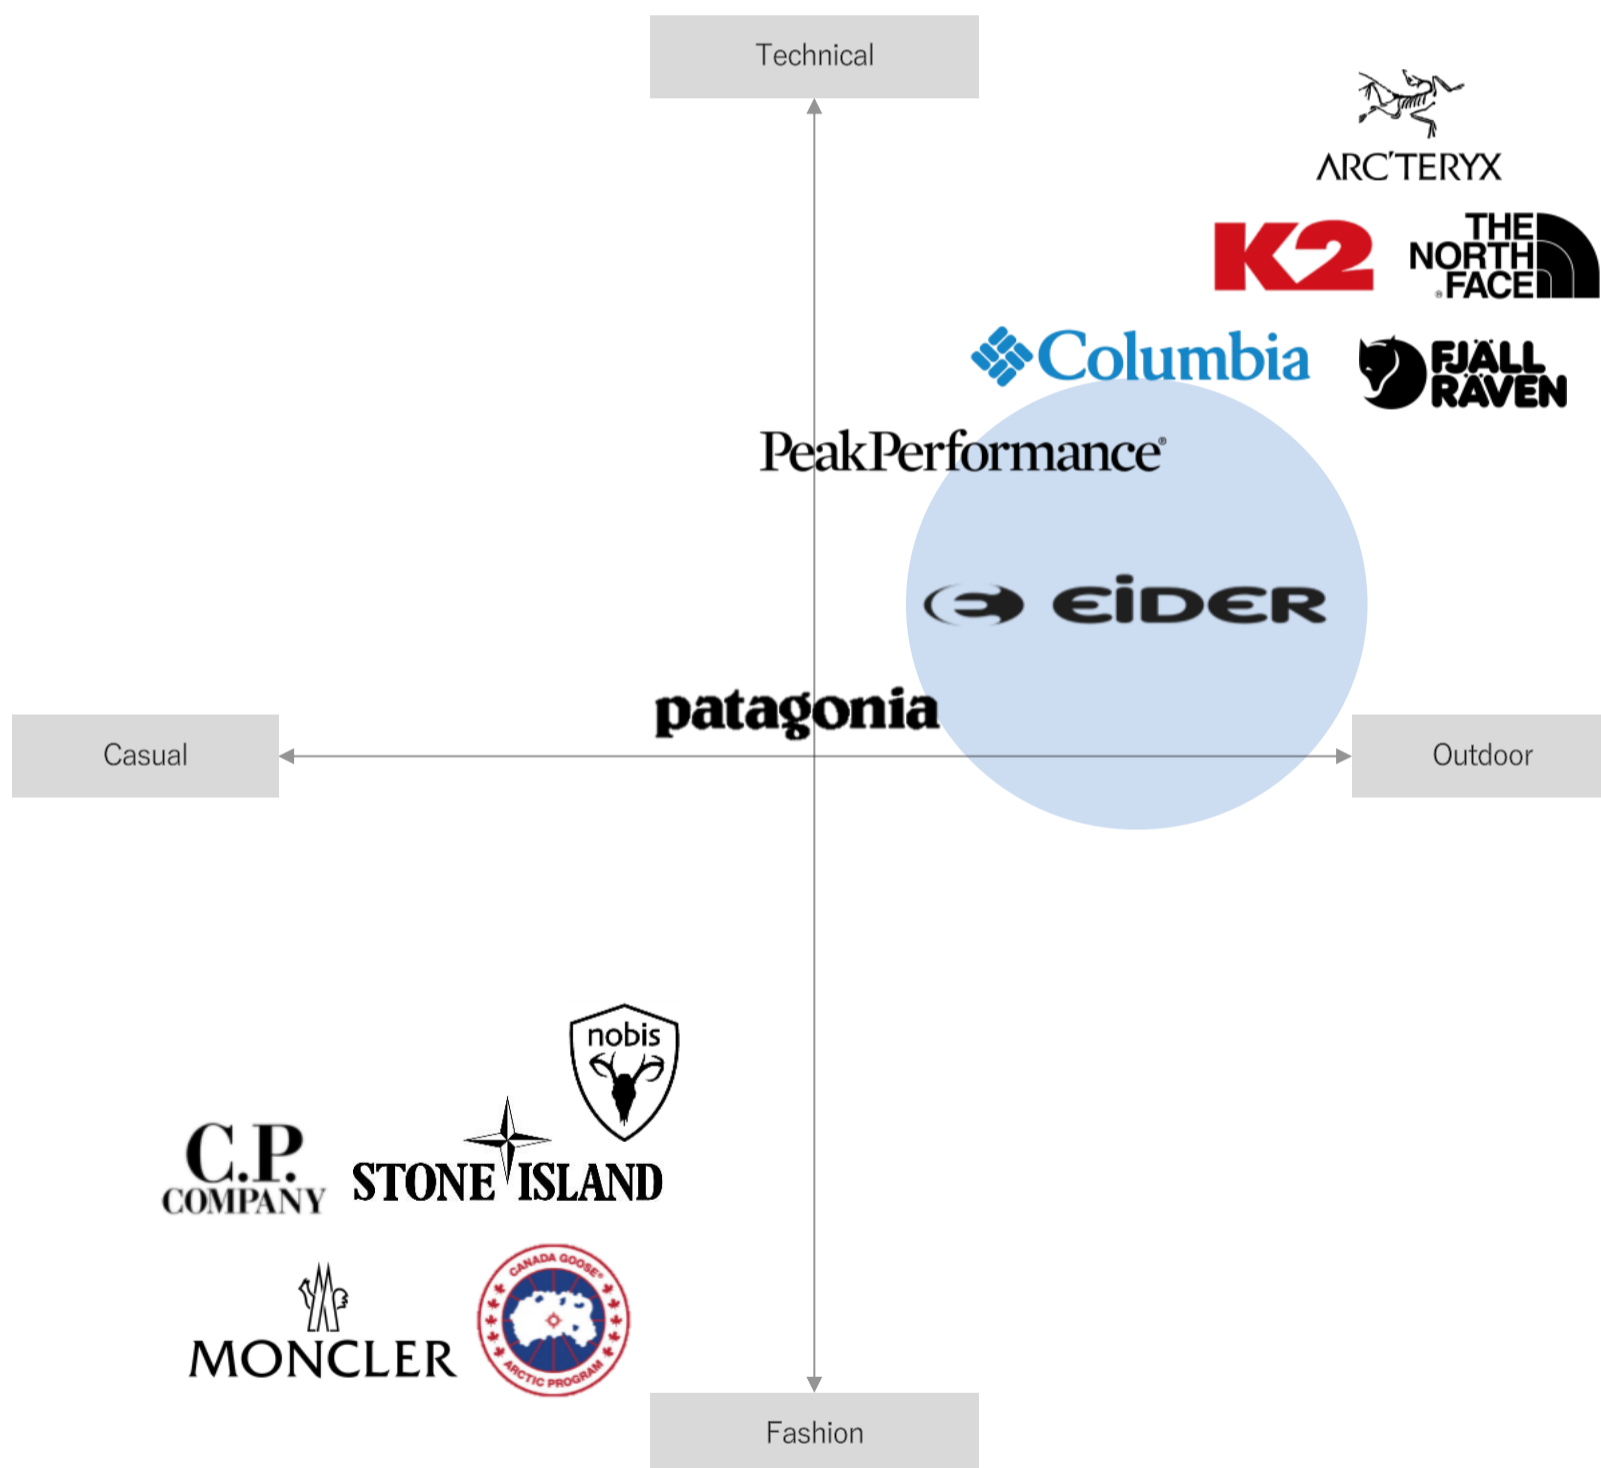 Technical
ARC'TERYX
K2
THE
NORTH
FACE®
Columbia
FJÄLL
RÄVEN
PeakPerformance®
EIDER
patagonia
Casual
Outdoor
nobis
C.P.
COMPANY
STONE ISLAND
MONCLER
CANADA GOOSE®
ARCTIC PROGRAM
Fashion